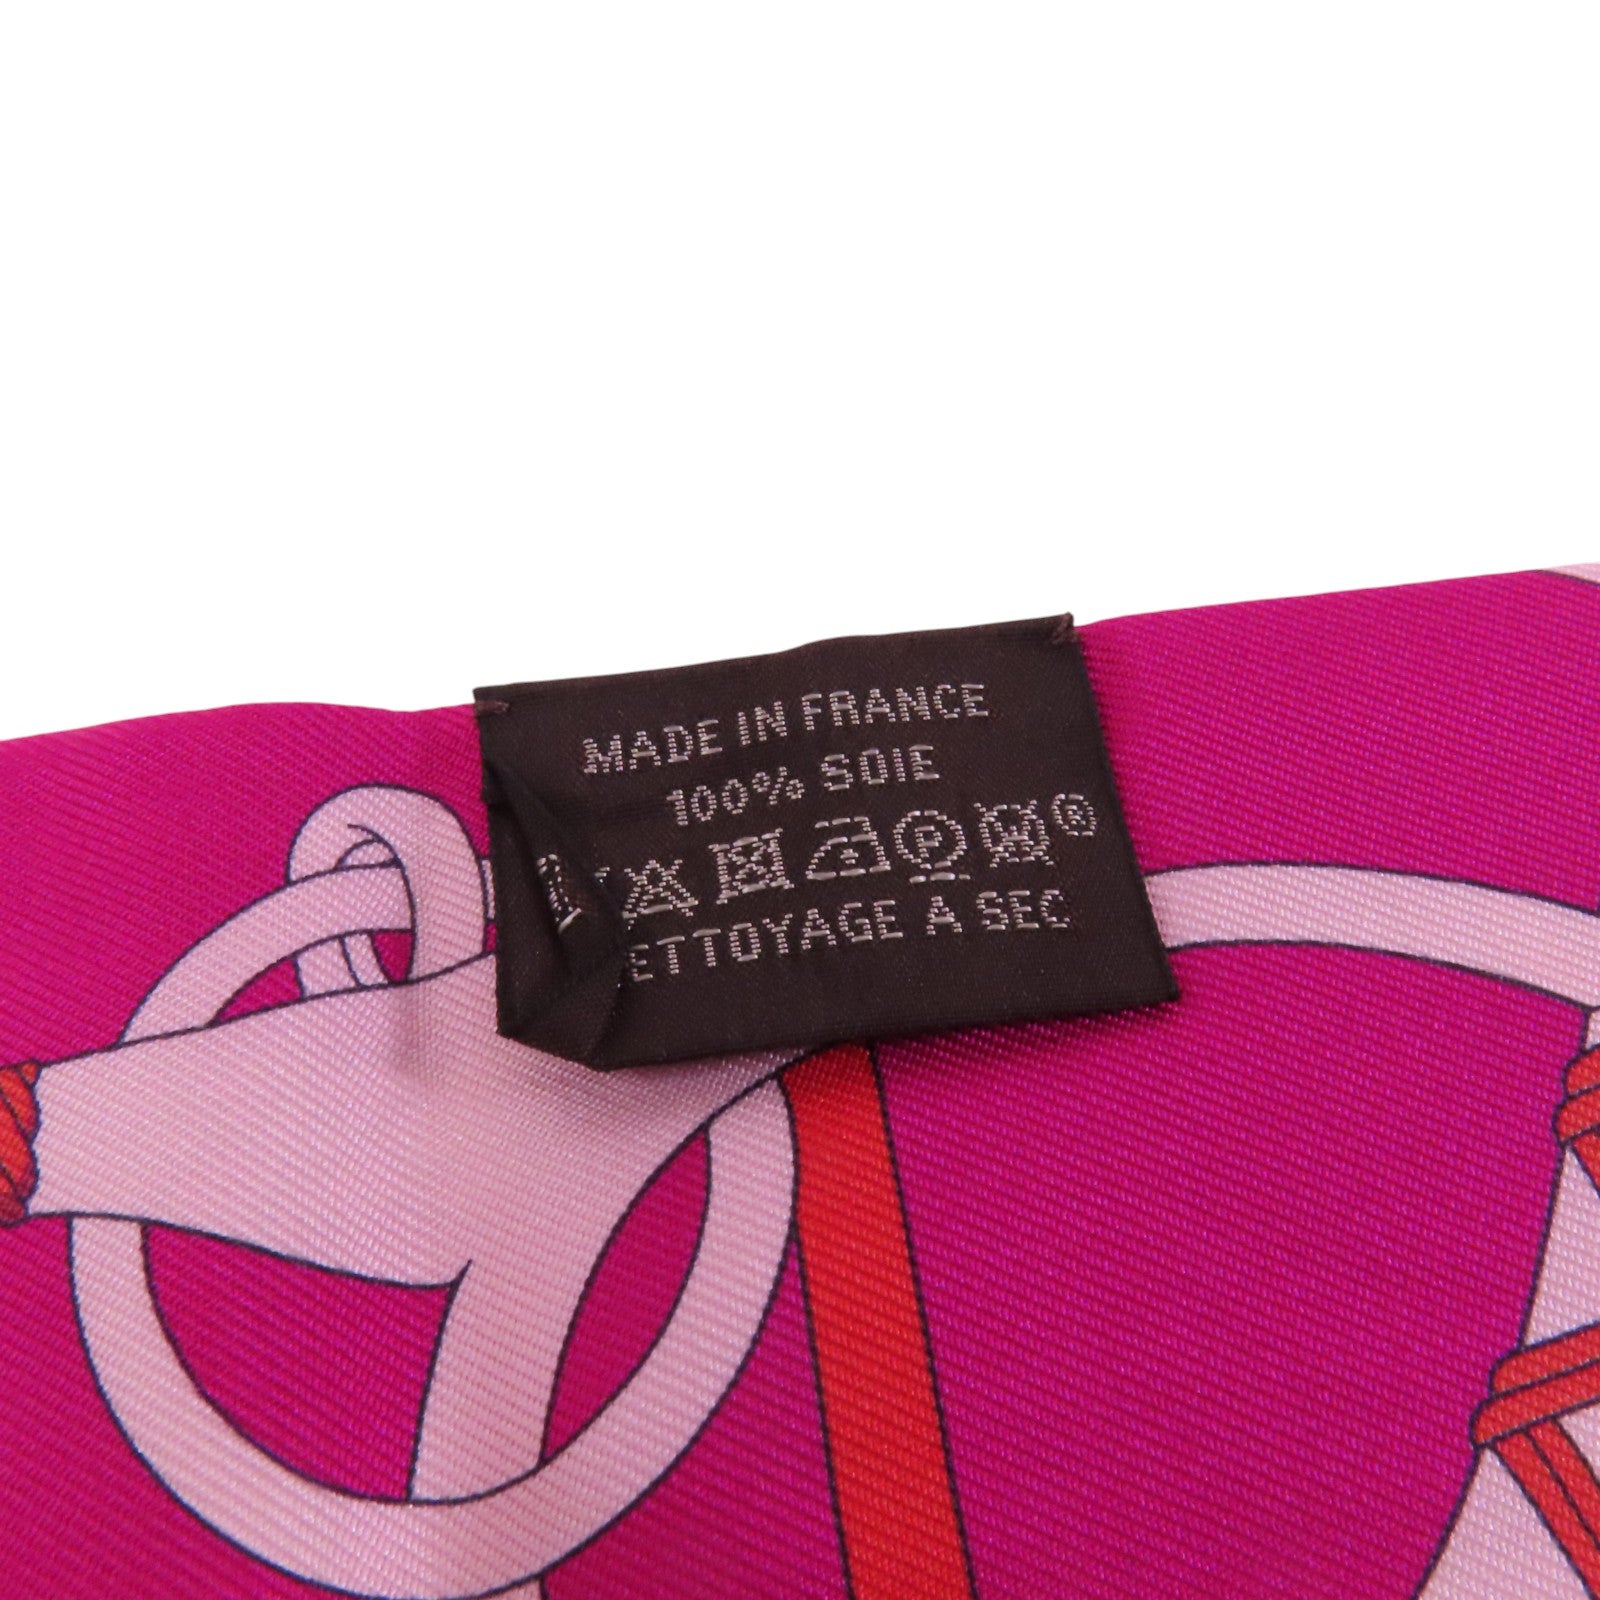 MADE IN FRANCE
100% SOIE
P W ®
ETTOYAGE A SEC